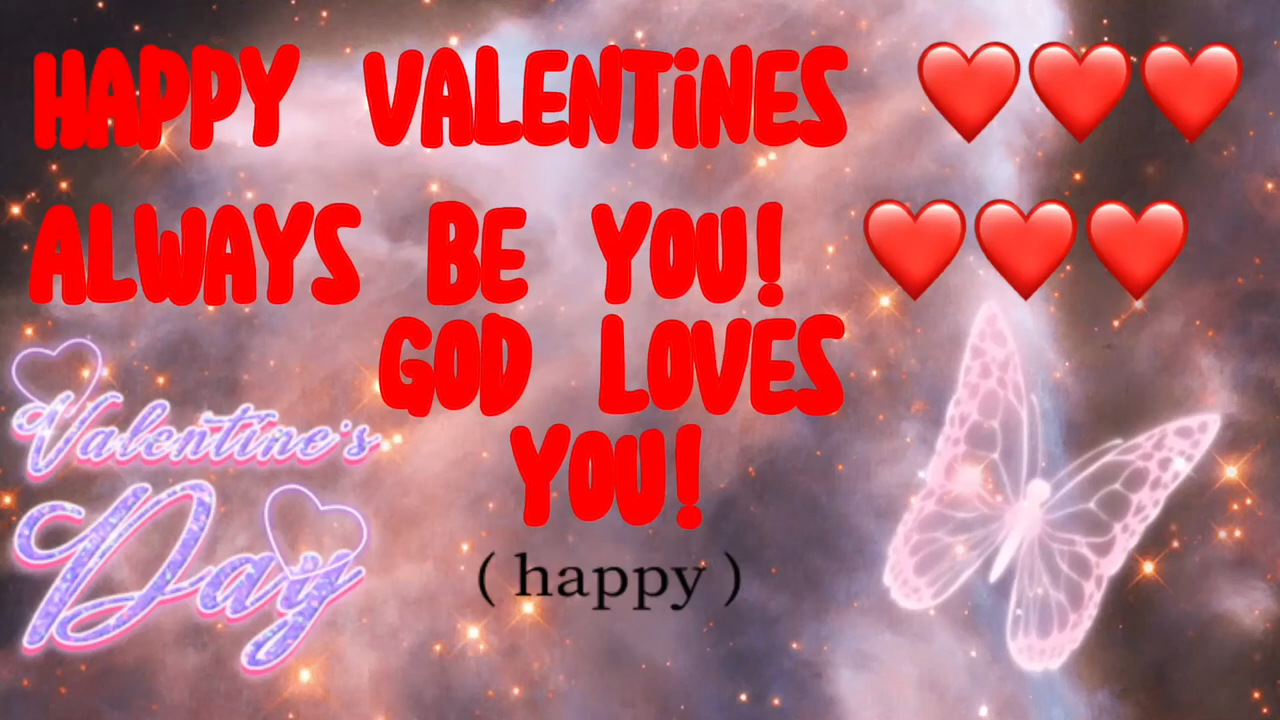 HAPPY VALENTiNES ❤️❤️❤️
ALWAYS BE YOU! ❤️❤️❤️
GOD LOVES
YOU!
Valentine's
Day
( happy )